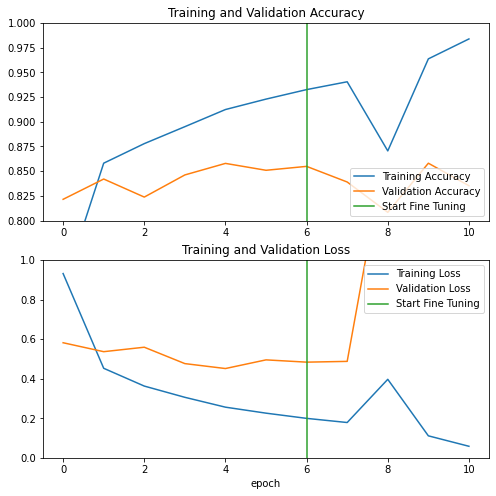 Training and Validation Accuracy
1.000
0.975
0.950
0.925
0.900
0.875
0.850
0.825
0.800
Training Accuracy
Validation Accuracy
Start Fine Tuning
0 2 4 6 8 10
Training and Validation Loss
1.0
0.8
0.6
0.4
0.2
0.0
Training Loss
Validation Loss
Start Fine Tuning
0 2 4 6 8 10
epoch